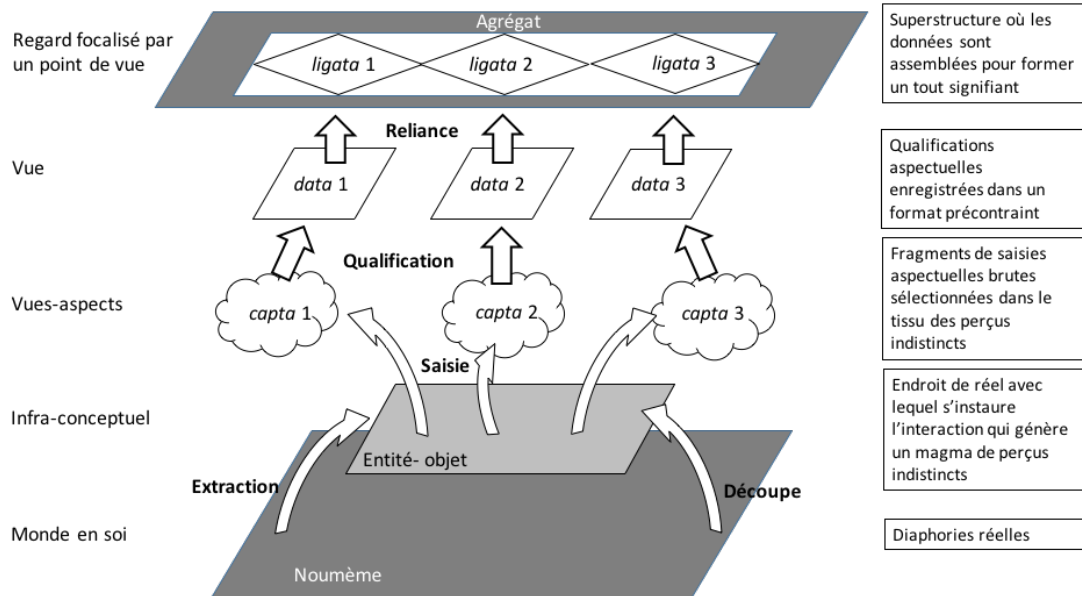 Agrégat
Regard focalisé par
un point de vue
ligata 1
ligata 2
ligata 3
Superstructure où les
données sont
assemblées pour former
un tout signifiant
Reliance
Vue
data 1
data 2
data 3
Qualifications
aspectuelles
enregistrées dans un
format précontraint
Qualification
Vues-aspects
capta 1
capta 2
capta 3
Fragments de saisies
aspectuelles brutes
sélectionnées dans le
tissu des perçus
indistincts
Saisie
Infra-conceptuel
Entité- objet
Endroit de réel avec
lequel s’instaure
l’interaction qui génère
un magma de perçus
indistincts
Extraction
Découpe
Monde en soi
Noumème
Diaphories réelles